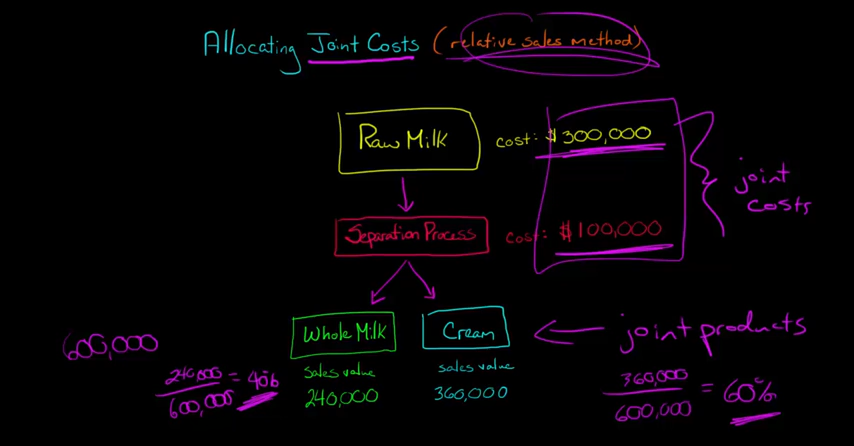 Allocating Joint Costs (relative sales method)
Raw Milk
cost: $300,000
joint
costs
Separation Process
cost: $100,000
Whole Milk
Cream
joint products
sales value
240,000
sales value
360,000
600,000
240,000
600,000
= 40%
360,000
600,000
= 60%